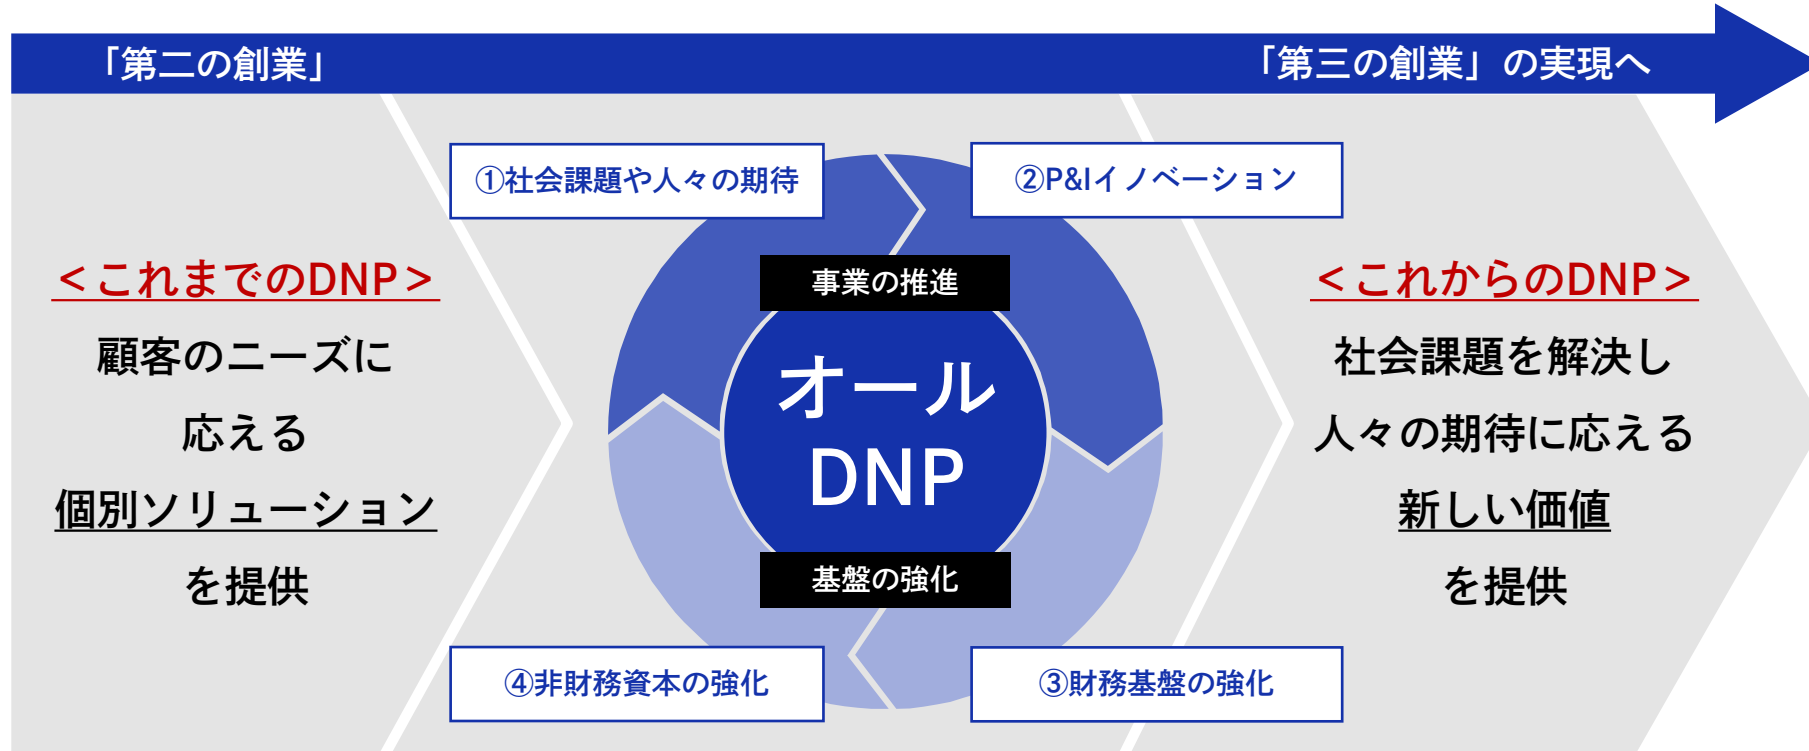 「第二の創業」
「第三の創業」の実現へ
<これまでのDNP>
顧客のニーズに
応える
個別ソリューション
を提供
①社会課題や人々の期待
②P&Iイノベーション
事業の推進
オール
DNP
基盤の強化
④非財務資本の強化
③財務基盤の強化
<これからのDNP>
社会課題を解決し
人々の期待に応える
新しい価値
を提供